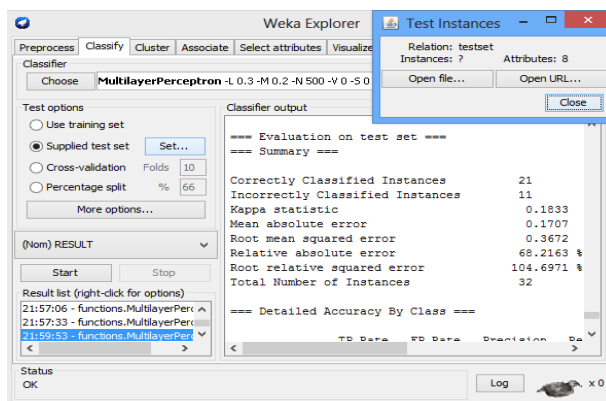 Weka Explorer
Preprocess Classify Cluster Associate Select attributes Visualize
Classifier
Choose MultilayerPerceptron -L 0.3 -M 0.2 -N 500 -V 0 -S 0
Test Instances
Relation: testset
Instances: ? Attributes: 8
Open file... Open URL...
Close
Test options
Use training set
Supplied test set Set...
Cross-validation Folds 10
Percentage split % 66
More options...
(Nom) RESULT
Start Stop
Result list (right-click for options)
21:57:06 - functions.MultilayerPerc
21:57:33 - functions.MultilayerPerc
21:59:53 - functions.MultilayerPerc
Classifier output
=== Evaluation on test set ===
=== Summary ===
Correctly Classified Instances 21
Incorrectly Classified Instances 11
Kappa statistic 0.1833
Mean absolute error 0.1707
Root mean squared error 0.3672
Relative absolute error 68.2163 %
Root relative squared error 104.6971 %
Total Number of Instances 32
=== Detailed Accuracy By Class ===
TP Rate FP Rate Precision Re
Status
OK
Log x 0